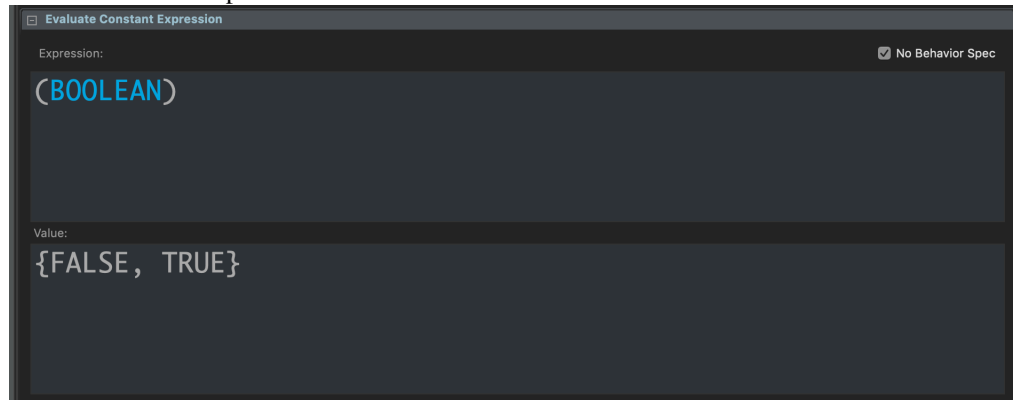 Evaluate Constant Expression
Expression:
No Behavior Spec
(BOOLEAN)
Value:
{FALSE, TRUE}